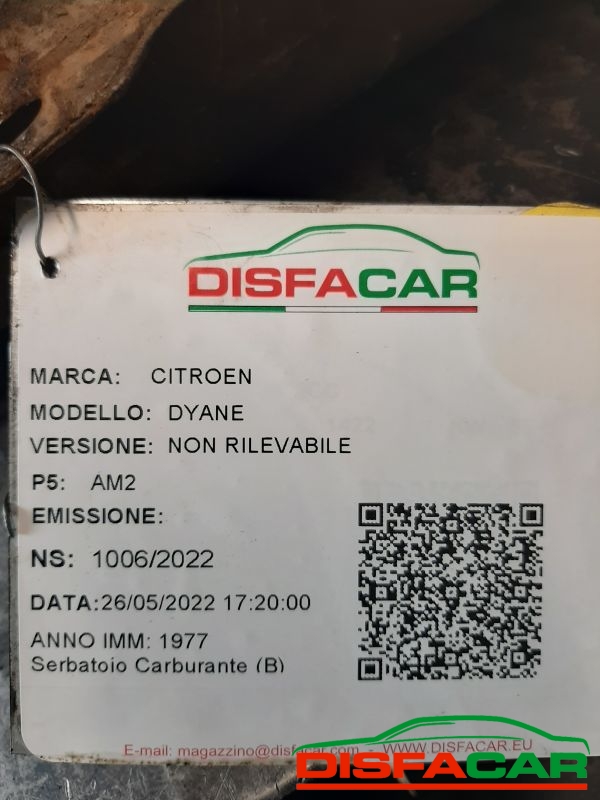 DISFACAR
MARCA: CITROEN
MODELLO: DYANE
VERSIONE: NON RILEVABILE
P5: AM2
EMISSIONE:
NS: 1006/2022
DATA:26/05/2022 17:20:00
ANNO IMM: 1977
Serbatoio Carburante (B)
E-mail: magazzino@disfacar.com - WWW.DISFACAR.EU
DISFACAR